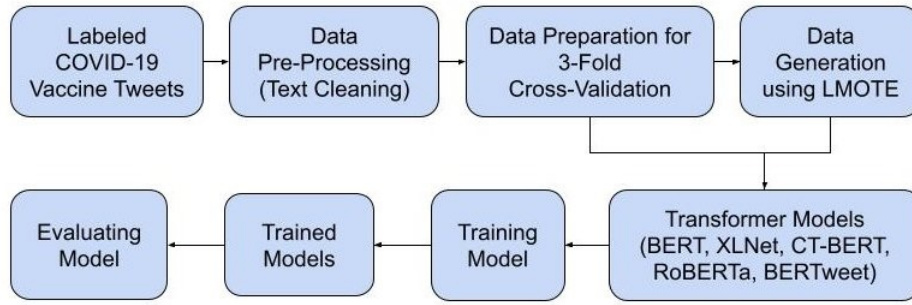 Labeled
COVID-19
Vaccine Tweets
Data
Pre-Processing
(Text Cleaning)
Data Preparation for
3-Fold
Cross-Validation
Data
Generation
using LMOTE
Transformer Models
(BERT, XLNet, CT-BERT,
RoBERTa, BERTweet)
Training
Model
Trained
Models
Evaluating
Model